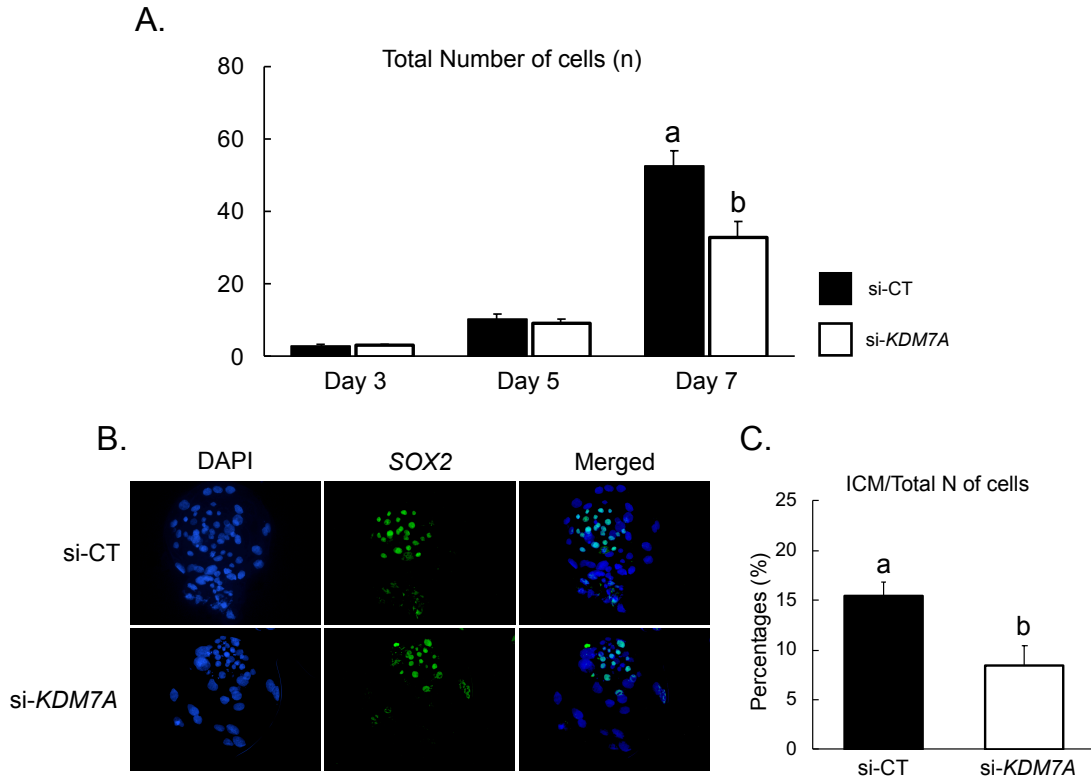 A.
Total Number of cells (n)
80
60
40
20
0
a
b
Day 3
Day 5
Day 7
si-CT
si-KDM7A
B.
DAPI
SOX2
Merged
si-CT
si-KDM7A
C.
ICM/Total N of cells
Percentages (%)
25
20
15
10
5
0
a
b
si-CT
si-KDM7A